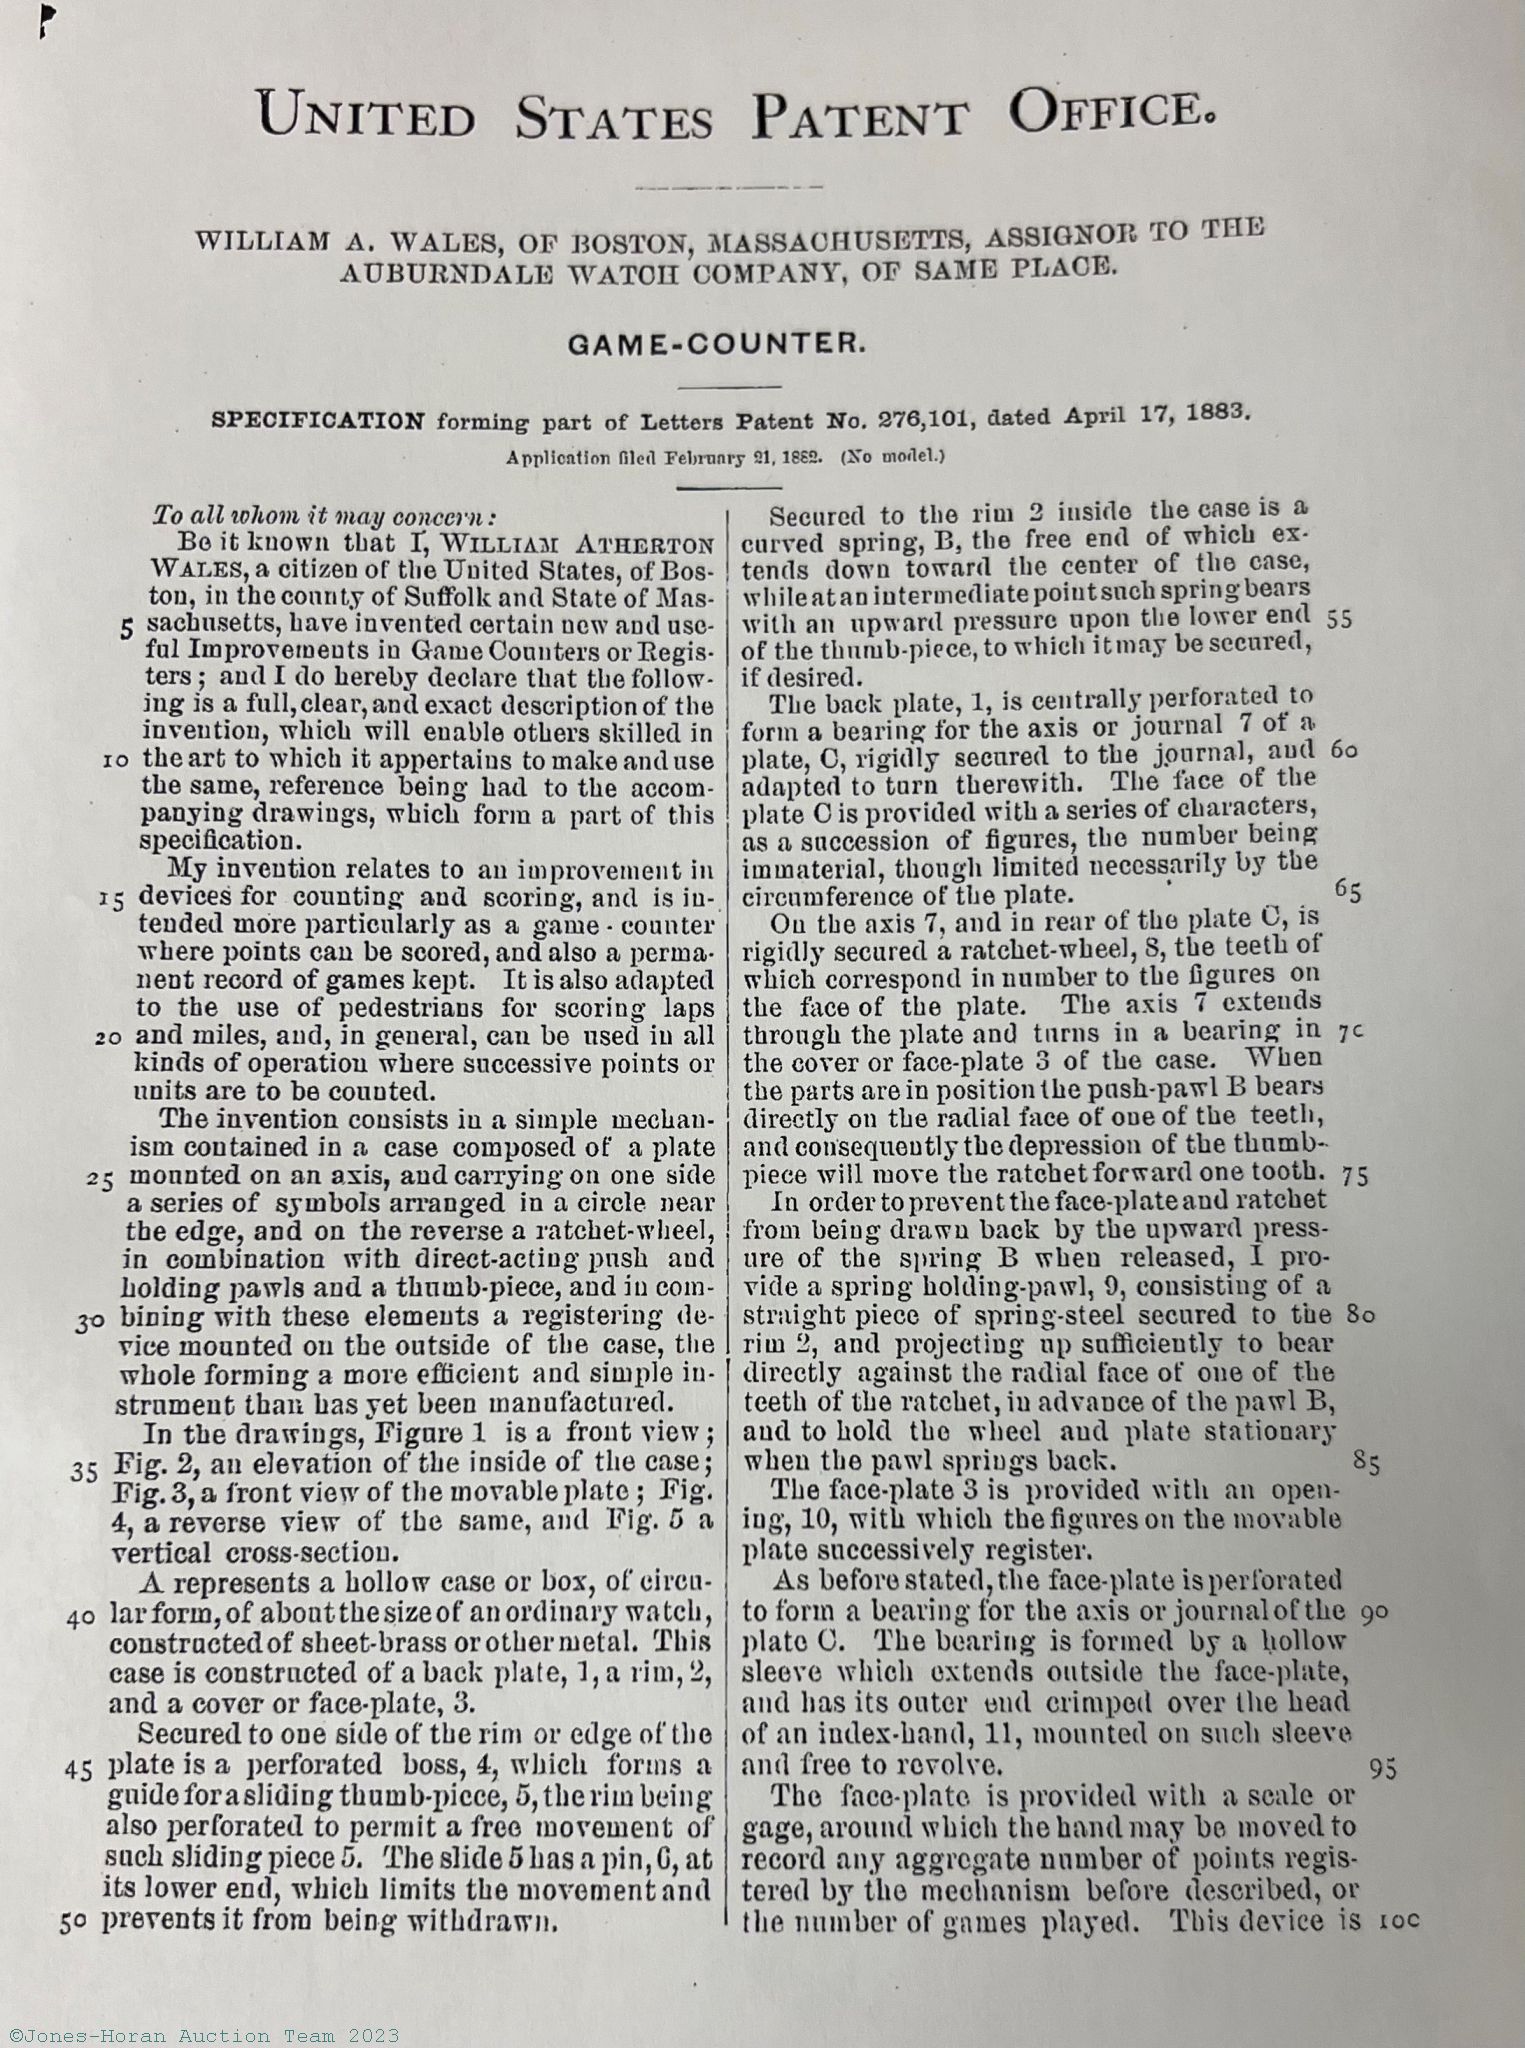 UNITED STATES PATENT OFFICE.
WILLIAM A. WALES, OF BOSTON, MASSACHUSETTS, ASSIGNOR TO THE
AUBURNDALE WATCH COMPANY, OF SAME PLACE.
GAME-COUNTER.
SPECIFICATION forming part of Letters Patent No. 276,101, dated April 17, 1883.
Application filed February 21, 1882. (No model.)
To all whom it may concern:
Be it known that I, WILLIAM ATHERTON
WALES, a citizen of the United States, of Bos-
ton, in the county of Suffolk and State of Mas-
5 sachusetts, have invented certain new and use-
ful Improvements in Game Counters or Regis-
ters; and I do hereby declare that the follow-
ing is a full, clear, and exact description of the
invention, which will enable others skilled in
10 the art to which it appertains to make and use
the same, reference being had to the accom-
panying drawings, which form a part of this
specification.
My invention relates to an improvement in
15 devices for counting and scoring, and is in-
tended more particularly as a game-counter
where points can be scored, and also a perma-
nent record of games kept. It is also adapted
to the use of pedestrians for scoring laps
20 and miles, and, in general, can be used in all
kinds of operation where successive points or
units are to be counted.
The invention consists in a simple mechan-
ism contained in a case composed of a plate
25 mounted on an axis, and carrying on one side
a series of symbols arranged in a circle near
the edge, and on the reverse a ratchet-wheel,
in combination with direct-acting push and
holding pawls and a thumb-piece, and in com-
30 bining with these elements a registering de-
vice mounted on the outside of the case, the
whole forming a more efficient and simple in-
strument than has yet been manufactured.
In the drawings, Figure 1 is a front view;
35 Fig. 2, an elevation of the inside of the case;
Fig. 3, a front view of the movable plate; Fig.
4, a reverse view of the same, and Fig. 5 a
vertical cross-section.
A represents a hollow case or box, of circu-
40 lar form, of about the size of an ordinary watch,
constructed of sheet-brass or other metal. This
case is constructed of a back plate, 1, a rim, 2,
and a cover or face-plate, 3.
Secured to one side of the rim or edge of the
45 plate is a perforated boss, 4, which forms a
guide for a sliding thumb-piece, 5, the rim being
also perforated to permit a free movement of
such sliding piece 5. The slide 5 has a pin, 6, at
its lower end, which limits the movement and
50 prevents it from being withdrawn.
Secured to the rim 2 inside the case is a
curved spring, B, the free end of which ex-
tends down toward the center of the case,
while at an intermediate point such spring bears
with an upward pressure upon the lower end 55
of the thumb-piece, to which it may be secured,
if desired.
The back plate, 1, is centrally perforated to
form a bearing for the axis or journal 7 of a
plate, C, rigidly secured to the journal, and 60
adapted to turn therewith. The face of the
plate C is provided with a series of characters,
as a succession of figures, the number being
immaterial, though limited necessarily by the
circumference of the plate. 65
On the axis 7, and in rear of the plate C, is
rigidly secured a ratchet-wheel, 8, the teeth of
which correspond in number to the figures on
the face of the plate. The axis 7 extends
through the plate and turns in a bearing in 70
the cover or face-plate 3 of the case. When
the parts are in position the push-pawl B bears
directly on the radial face of one of the teeth,
and consequently the depression of the thumb-
piece will move the ratchet forward one tooth. 75
In order to prevent the face-plate and ratchet
from being drawn back by the upward press-
ure of the spring B when released, I pro-
vide a spring holding-pawl, 9, consisting of a
straight piece of spring-steel secured to the 80
rim 2, and projecting up sufficiently to bear
directly against the radial face of one of the
teeth of the ratchet, in advance of the pawl B,
and to hold the wheel and plate stationary
when the pawl springs back. 85
The face-plate 3 is provided with an open-
ing, 10, with which the figures on the movable
plate successively register.
As before stated, the face-plate is perforated
to form a bearing for the axis or journal of the 90
plate C. The bearing is formed by a hollow
sleeve which extends outside the face-plate,
and has its outer end crimped over the head
of an index-hand, 11, mounted on such sleeve
and free to revolve. 95
The face-plate is provided with a scale or
gage, around which the hand may be moved to
record any aggregate number of points regis-
tered by the mechanism before described, or
the number of games played. This device is 100
©Jones-Horan Auction Team 2023